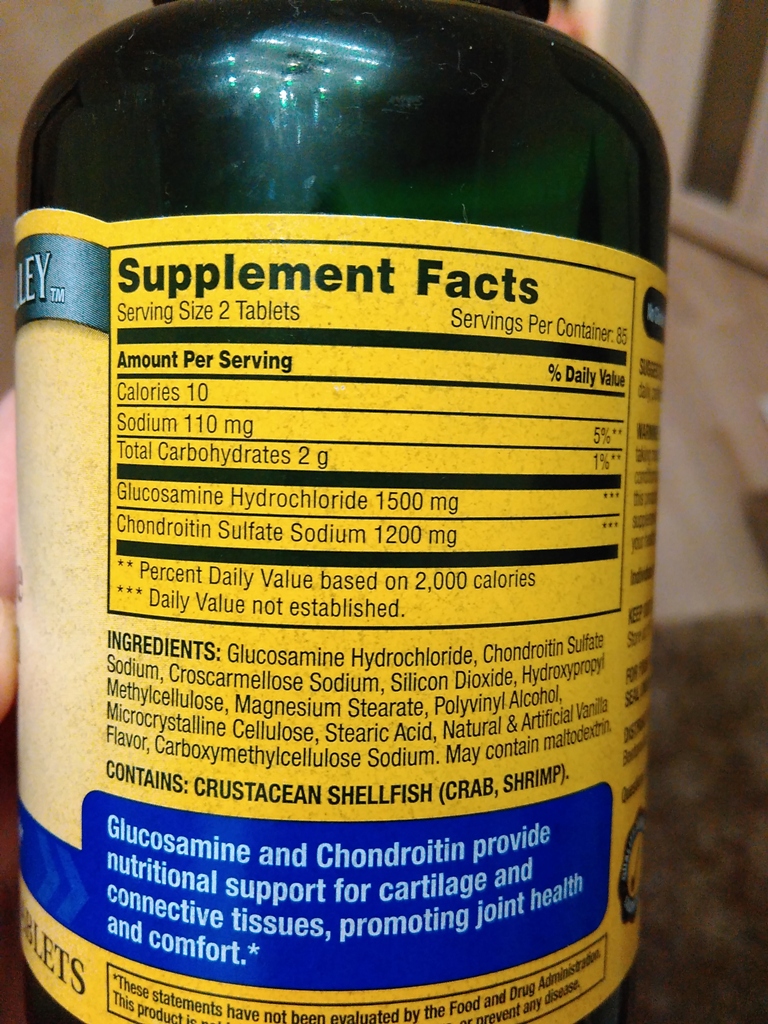 LEY™
Supplement Facts
Serving Size 2 Tablets Servings Per Container: 85
Amount Per Serving % Daily Value
Calories 10
Sodium 110 mg 5%**
Total Carbohydrates 2 g 1%**
Glucosamine Hydrochloride 1500 mg ***
Chondroitin Sulfate Sodium 1200 mg ***
** Percent Daily Value based on 2,000 calories
*** Daily Value not established.
INGREDIENTS: Glucosamine Hydrochloride, Chondroitin Sulfate
Sodium, Croscarmellose Sodium, Silicon Dioxide, Hydroxypropyl
Methylcellulose, Magnesium Stearate, Polyvinyl Alcohol,
Microcrystalline Cellulose, Stearic Acid, Natural & Artificial Vanilla
Flavor, Carboxymethylcellulose Sodium. May contain maltodextrin.
CONTAINS: CRUSTACEAN SHELLFISH (CRAB, SHRIMP).
Glucosamine and Chondroitin provide
nutritional support for cartilage and
connective tissues, promoting joint health
and comfort.*
BLETS
*These statements have not been evaluated by the Food and Drug Administration.
This product is or prevent any disease.